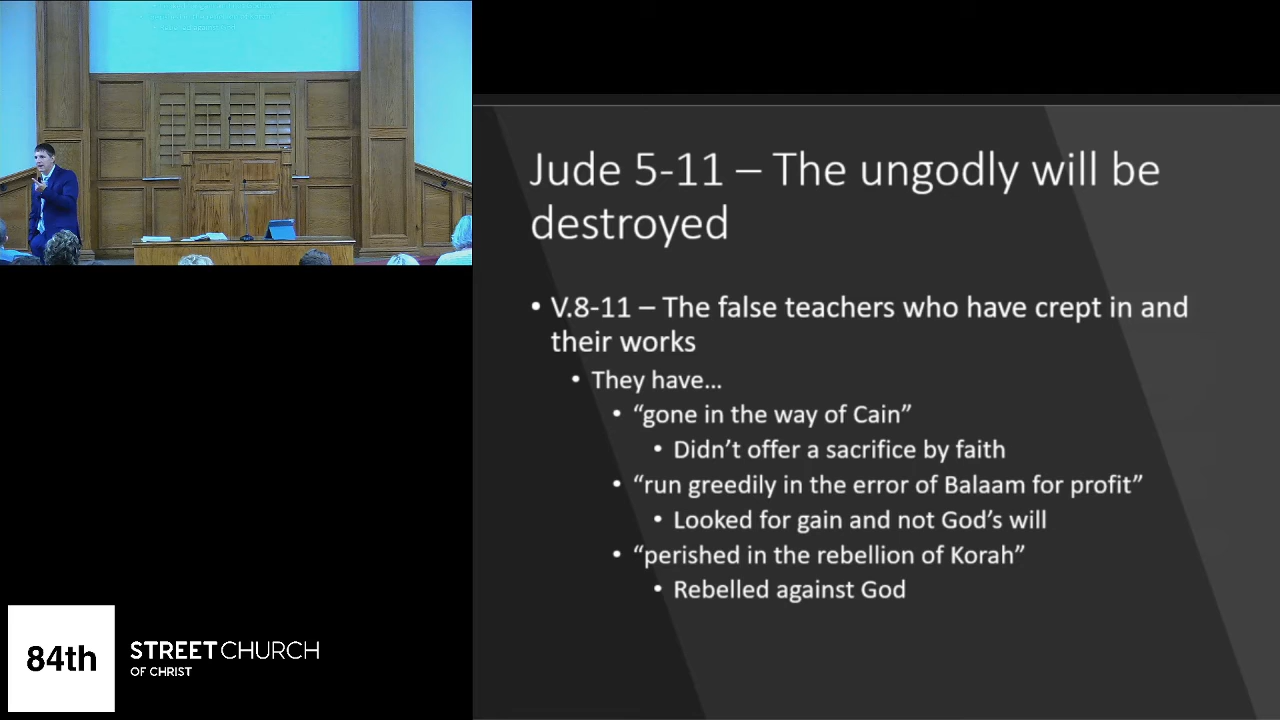 Jude 5-11 – The ungodly will be
destroyed
• V.8-11 – The false teachers who have crept in and
their works
• They have…
• “gone in the way of Cain”
• Didn’t offer a sacrifice by faith
• “run greedily in the error of Balaam for profit”
• Looked for gain and not God’s will
• “perished in the rebellion of Korah”
• Rebelled against God
84th
STREET CHURCH
OF CHRIST